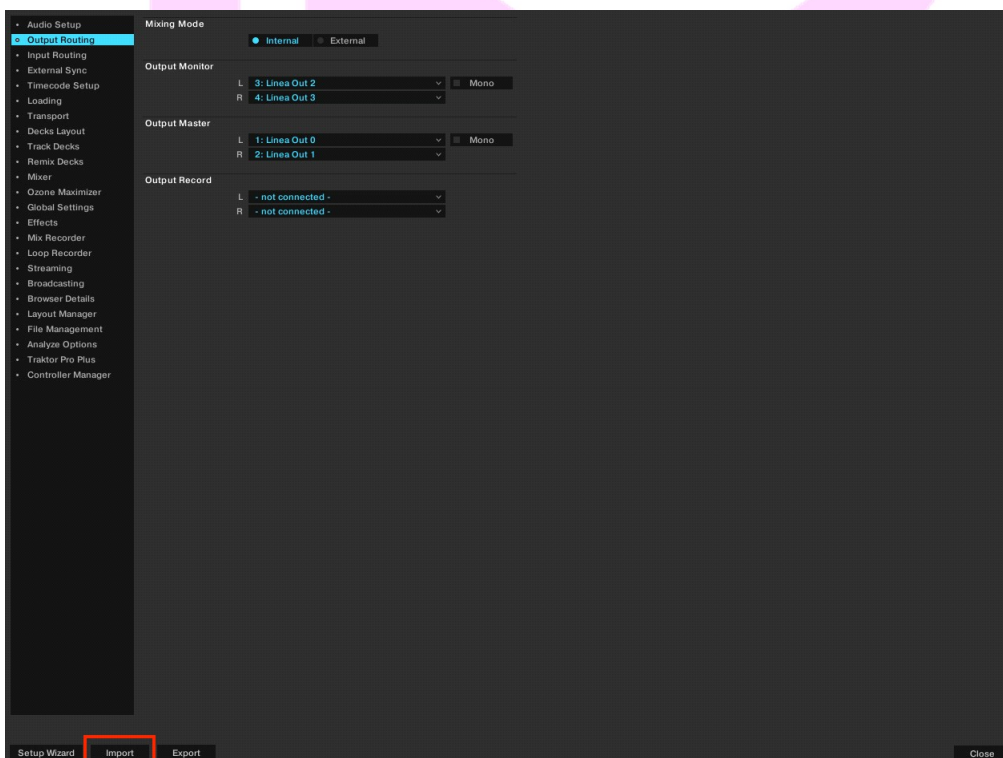 Audio Setup
Output Routing
Input Routing
External Sync
Timecode Setup
Loading
Transport
Decks Layout
Track Decks
Remix Decks
Mixer
Ozone Maximizer
Global Settings
Effects
Mix Recorder
Loop Recorder
Streaming
Broadcasting
Browser Details
Layout Manager
File Management
Analyze Options
Traktor Pro Plus
Controller Manager
Mixing Mode
Internal External
Output Monitor
L 3: Linea Out 2 Mono
R 4: Linea Out 3
Output Master
L 1: Linea Out 0 Mono
R 2: Linea Out 1
Output Record
L - not connected -
R - not connected -
Setup Wizard Import Export Close